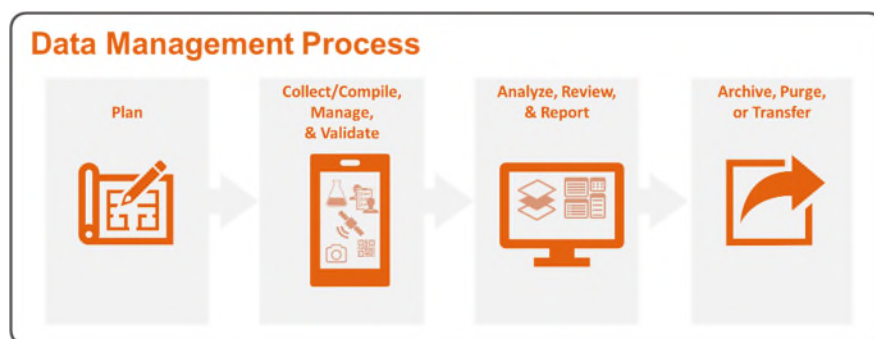 Data Management Process
Plan
Collect/Compile,
Manage,
& Validate
Analyze, Review,
& Report
Archive, Purge,
or Transfer